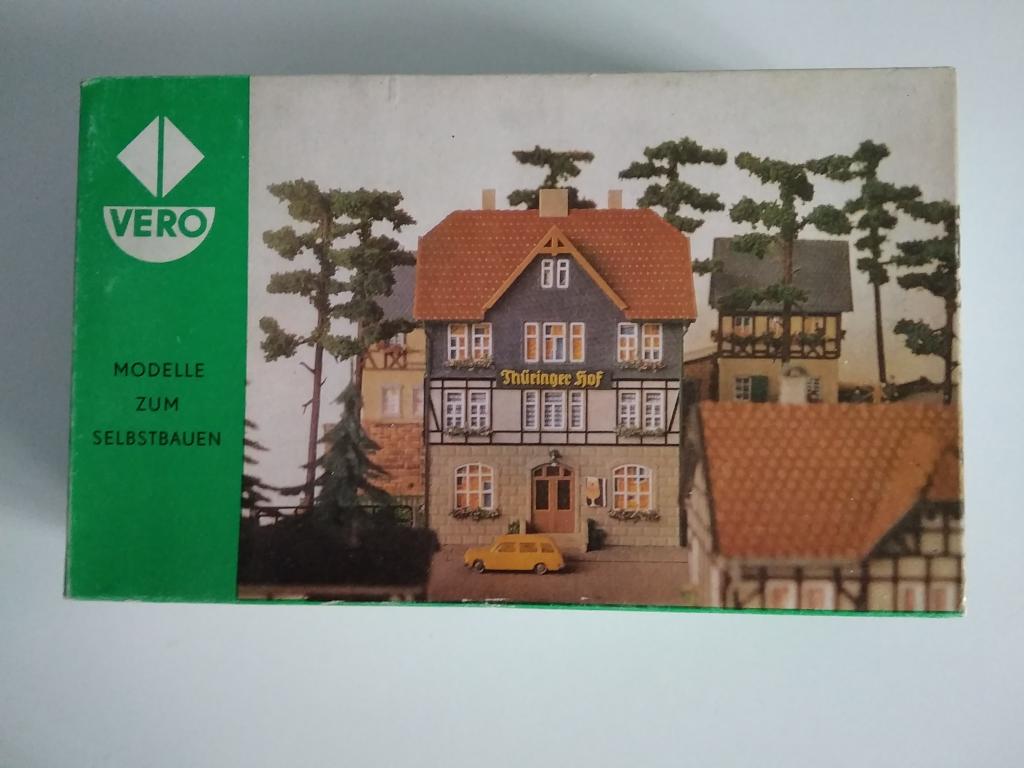 VERO
MODELLE
ZUM
SELBSTBAUEN
Thüringer Hof